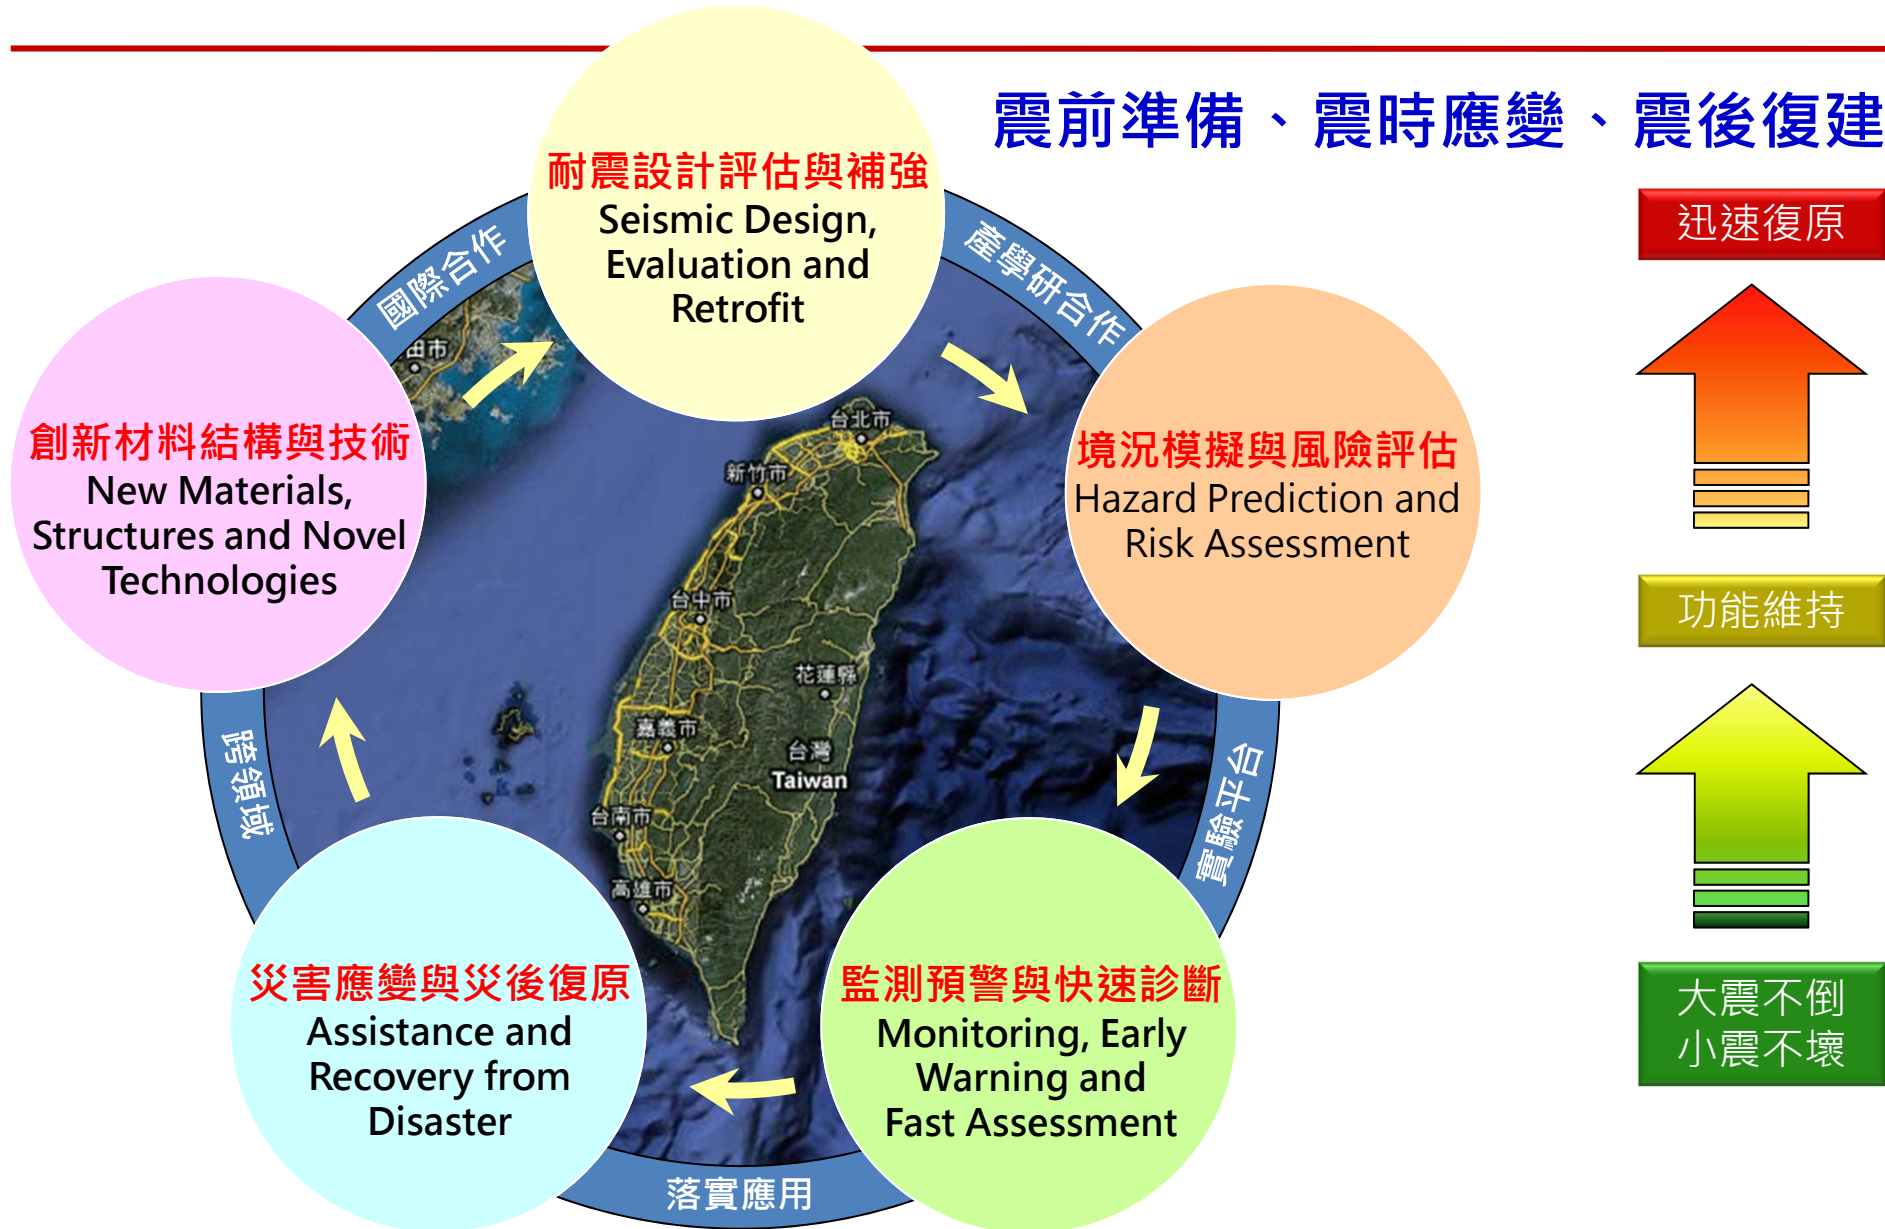 震前準備、震時應變、震後復建
耐震設計評估與補強
Seismic Design,
Evaluation and
Retrofit
國際合作
產學研合作
創新材料結構與技術
New Materials,
Structures and Novel
Technologies
境況模擬與風險評估
Hazard Prediction and
Risk Assessment
田市
台北市
新竹市
台中市
花蓮縣
嘉義市
台灣
Taiwan
台南市
高雄市
跨領域
實驗平台
災害應變與災後復原
Assistance and
Recovery from
Disaster
監測預警與快速診斷
Monitoring, Early
Warning and
Fast Assessment
落實應用
迅速復原
功能維持
大震不倒
小震不壞